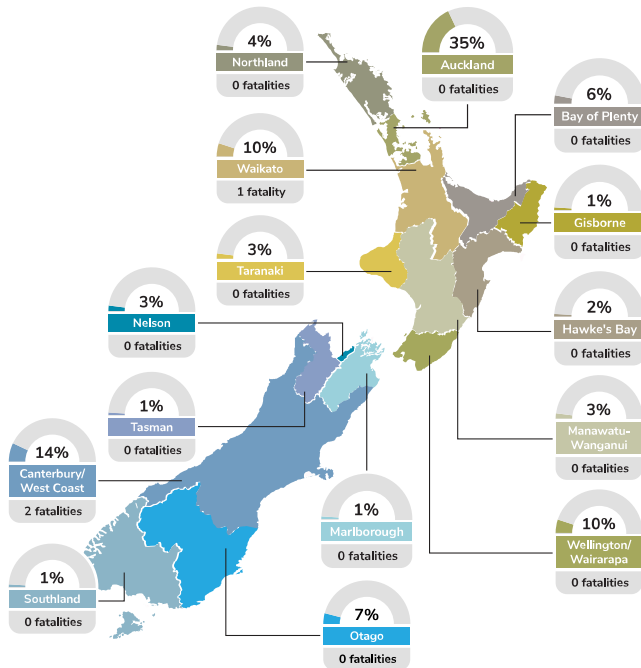 4%
Northland
0 fatalities
35%
Auckland
0 fatalities
6%
Bay of Plenty
0 fatalities
10%
Waikato
1 fatality
1%
Gisborne
0 fatalities
3%
Taranaki
0 fatalities
2%
Hawke's Bay
0 fatalities
3%
Nelson
0 fatalities
1%
Tasman
0 fatalities
3%
Manawatu-
Wanganui
0 fatalities
14%
Canterbury/
West Coast
2 fatalities
1%
Marlborough
0 fatalities
10%
Wellington/
Wairarapa
0 fatalities
1%
Southland
0 fatalities
7%
Otago
0 fatalities